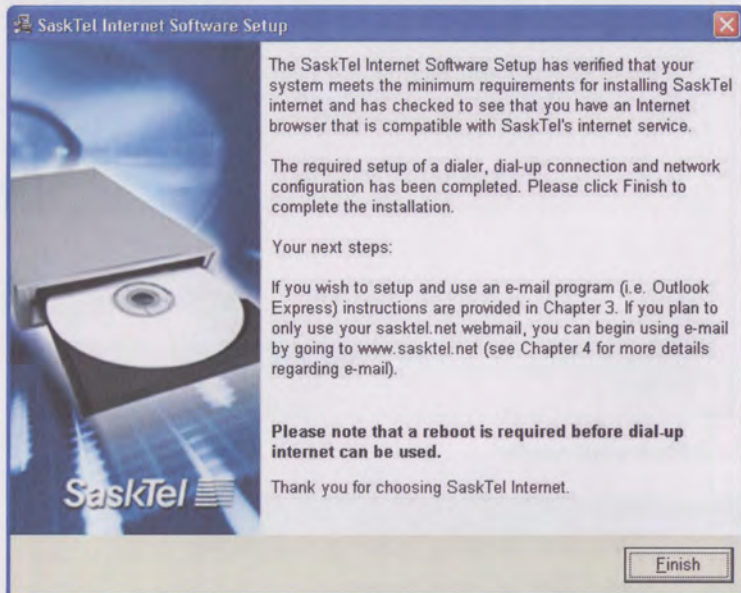 SaskTel Internet Software Setup
The SaskTel Internet Software Setup has verified that your
system meets the minimum requirements for installing SaskTel
internet and has checked to see that you have an Internet
browser that is compatible with SaskTel's internet service.
The required setup of a dialer, dial-up connection and network
configuration has been completed. Please click Finish to
complete the installation.
Your next steps:
If you wish to setup and use an e-mail program (i.e. Outlook
Express) instructions are provided in Chapter 3. If you plan to
only use your sasktel.net webmail, you can begin using e-mail
by going to www.sasktel.net (see Chapter 4 for more details
regarding e-mail).
Please note that a reboot is required before dial-up
internet can be used.
Thank you for choosing SaskTel Internet.
SaskTel
Finish